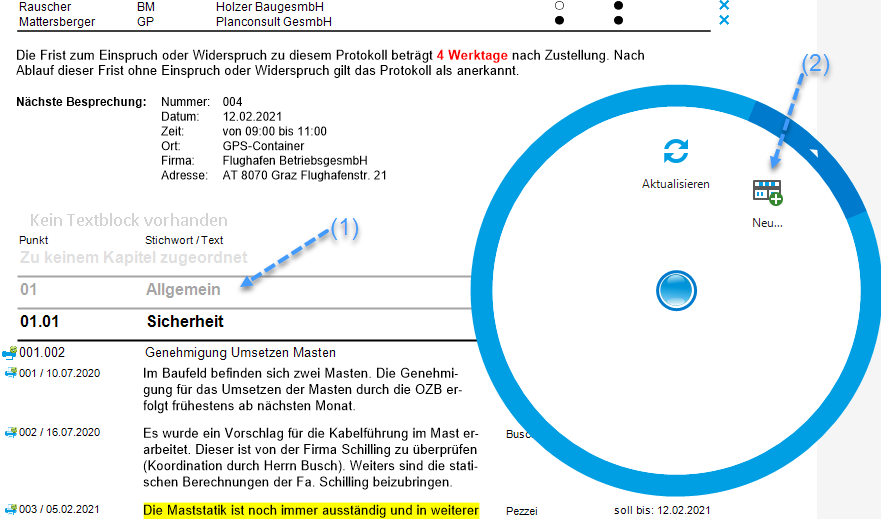 Rauscher BM Holzer BaugesmbH
Mattersberger GP Planconsult GesmbH
(2)
Die Frist zum Einspruch oder Widerspruch zu diesem Protokoll beträgt 4 Werktage nach Zustellung. Nach
Ablauf dieser Frist ohne Einspruch oder Widerspruch gilt das Protokoll als anerkannt.
Nächste Besprechung: Nummer: 004
Datum: 12.02.2021
Zeit: von 09:00 bis 11:00
Ort: GPS-Container
Firma: Flughafen BetriebsgesmbH
Adresse: AT 8070 Graz Flughafenstr. 21
Aktualisieren
Neu...
Kein Textblock vorhanden
(1)
Punkt Stichwort / Text
Zu keinem Kapitel zugeordnet
01 Allgemein
01.01 Sicherheit
001.002 Genehmigung Umsetzen Masten
001 / 10.07.2020 Im Baufeld befinden sich zwei Masten. Die Genehmi-
gung für das Umsetzen der Masten durch die OZB er-
folgt frühestens ab nächsten Monat.
002 / 16.07.2020 Es wurde ein Vorschlag für die Kabelführung im Mast er- Busc
arbeitet. Dieser ist von der Firma Schilling zu überprüfen
(Koordination durch Herrn Busch). Weiters sind die stati-
schen Berechnungen der Fa. Schilling beizubringen.
003 / 05.02.2021 Die Maststatik ist noch immer ausständig und in weiterer Pezzei soll bis: 12.02.2021